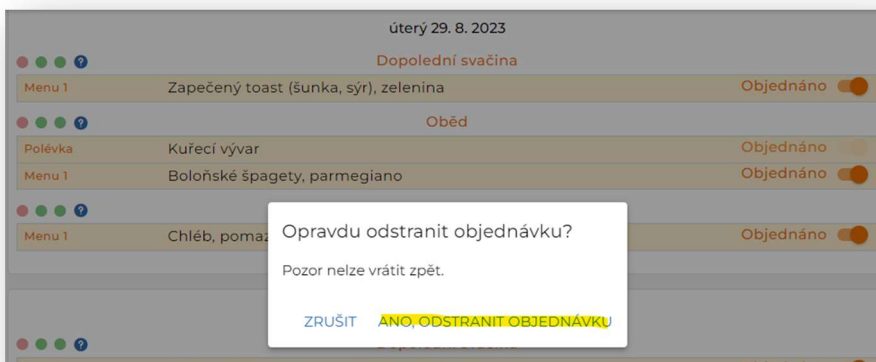 úterý 29. 8. 2023
Dopolední svačina
Menu 1 Zapečený toast (šunka, sýr), zelenina Objednáno
Oběd
Polévka Kuřecí vývar Objednáno
Menu 1 Boloňské špagety, parmegiano Objednáno
Menu 1 Chléb, Objednáno
Opravdu odstranit objednávku?
Pozor nelze vrátit zpět.
ZRUŠIT ANO, ODSTRANIT OBJEDNÁVKU